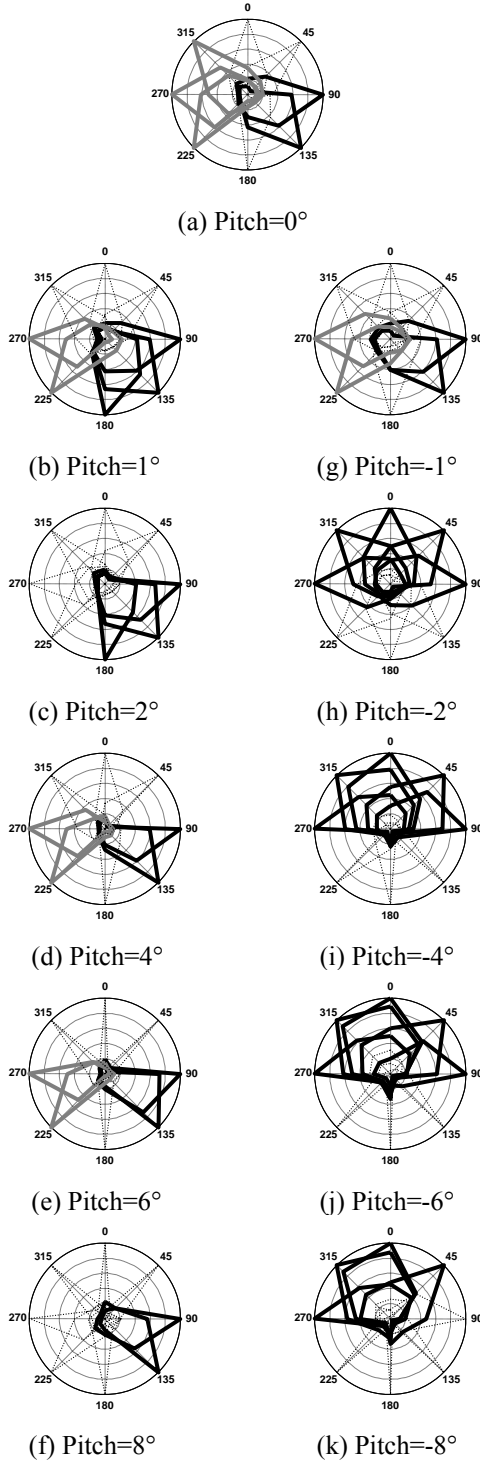 0
315 45
270 90
225 135
180
(a) Pitch=0°
0 0
315 45 315 45
270 90 270 90
225 135 225 135
180 180
(b) Pitch=1° (g) Pitch=-1°
0 0
315 45 315 45
270 90 270 90
225 135 225 135
180 180
(c) Pitch=2° (h) Pitch=-2°
0 0
315 45 315 45
270 90 270 90
225 135 225 135
180 180
(d) Pitch=4° (i) Pitch=-4°
0 0
315 45 315 45
270 90 270 90
225 135 225 135
180 180
(e) Pitch=6° (j) Pitch=-6°
0 0
315 45 315 45
270 90 270 90
225 135 225 135
180 180
(f) Pitch=8° (k) Pitch=-8°